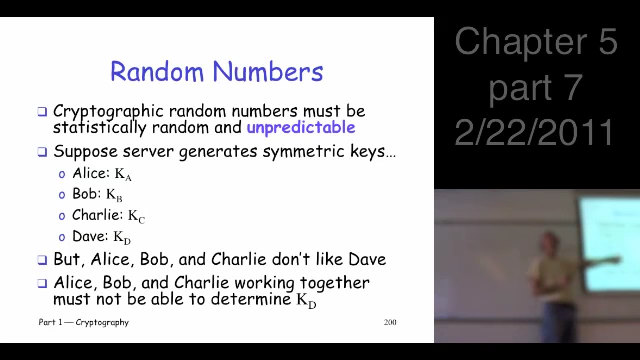 Random Numbers
Cryptographic random numbers must be
statistically random and unpredictable
Suppose server generates symmetric keys…
Alice: K_A
Bob: K_B
Charlie: K_C
Dave: K_D
But, Alice, Bob, and Charlie don't like Dave
Alice, Bob, and Charlie working together
must not be able to determine K_D
Part 1 — Cryptography
200
Chapter 5
part 7
2/22/2011